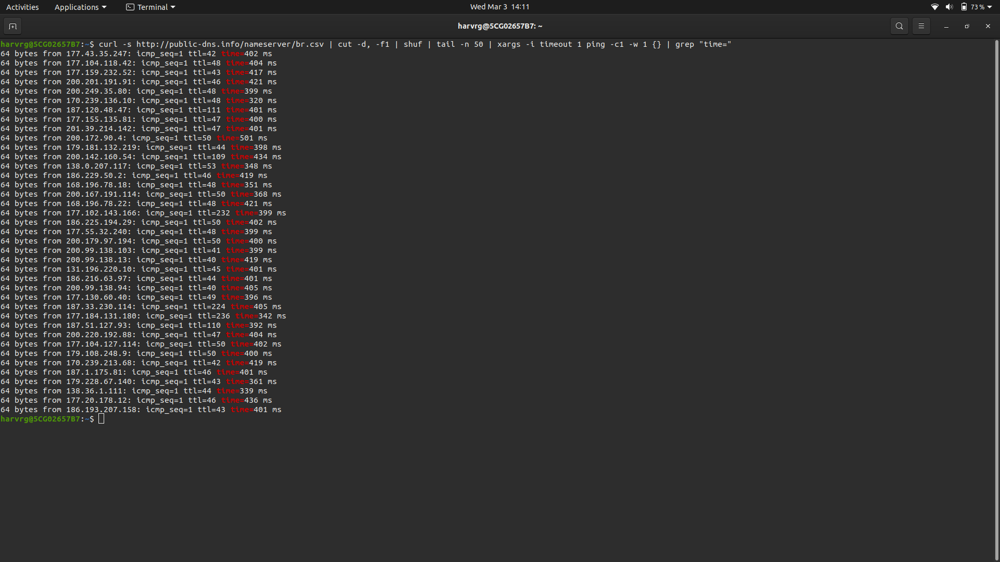 Activities Applications Terminal Wed Mar 3 14:11 73 %
harvrg@5CG02657B7: ~
harvrg@5CG02657B7:~$ curl -s http://public-dns.info/nameserver/br.csv | cut -d, -f1 | shuf | tail -n 50 | xargs -i timeout 1 ping -c1 -w 1 {} | grep "time="
64 bytes from 177.43.35.247: icmp_seq=1 ttl=42 time=402 ms
64 bytes from 177.104.118.42: icmp_seq=1 ttl=48 time=404 ms
64 bytes from 177.159.232.52: icmp_seq=1 ttl=43 time=417 ms
64 bytes from 200.201.191.91: icmp_seq=1 ttl=46 time=421 ms
64 bytes from 200.249.35.80: icmp_seq=1 ttl=48 time=399 ms
64 bytes from 170.239.136.10: icmp_seq=1 ttl=48 time=320 ms
64 bytes from 187.120.48.47: icmp_seq=1 ttl=111 time=401 ms
64 bytes from 177.155.135.81: icmp_seq=1 ttl=47 time=400 ms
64 bytes from 201.39.214.142: icmp_seq=1 ttl=47 time=401 ms
64 bytes from 200.172.90.4: icmp_seq=1 ttl=50 time=501 ms
64 bytes from 179.181.132.219: icmp_seq=1 ttl=44 time=398 ms
64 bytes from 200.142.160.54: icmp_seq=1 ttl=109 time=434 ms
64 bytes from 138.0.207.117: icmp_seq=1 ttl=53 time=348 ms
64 bytes from 186.229.50.2: icmp_seq=1 ttl=46 time=419 ms
64 bytes from 168.196.78.18: icmp_seq=1 ttl=48 time=351 ms
64 bytes from 200.167.191.114: icmp_seq=1 ttl=50 time=368 ms
64 bytes from 168.196.78.22: icmp_seq=1 ttl=48 time=421 ms
64 bytes from 177.102.143.166: icmp_seq=1 ttl=232 time=399 ms
64 bytes from 186.225.194.29: icmp_seq=1 ttl=50 time=402 ms
64 bytes from 177.55.32.240: icmp_seq=1 ttl=48 time=399 ms
64 bytes from 200.179.97.194: icmp_seq=1 ttl=50 time=400 ms
64 bytes from 200.99.138.103: icmp_seq=1 ttl=41 time=399 ms
64 bytes from 200.99.138.13: icmp_seq=1 ttl=40 time=419 ms
64 bytes from 131.196.220.10: icmp_seq=1 ttl=45 time=401 ms
64 bytes from 186.216.63.97: icmp_seq=1 ttl=44 time=401 ms
64 bytes from 200.99.138.94: icmp_seq=1 ttl=40 time=405 ms
64 bytes from 177.130.60.40: icmp_seq=1 ttl=49 time=396 ms
64 bytes from 187.33.230.114: icmp_seq=1 ttl=224 time=405 ms
64 bytes from 177.184.131.180: icmp_seq=1 ttl=236 time=342 ms
64 bytes from 187.51.127.93: icmp_seq=1 ttl=110 time=392 ms
64 bytes from 200.220.192.88: icmp_seq=1 ttl=47 time=404 ms
64 bytes from 177.104.127.114: icmp_seq=1 ttl=50 time=402 ms
64 bytes from 179.108.248.9: icmp_seq=1 ttl=50 time=400 ms
64 bytes from 170.239.213.68: icmp_seq=1 ttl=42 time=419 ms
64 bytes from 187.1.175.81: icmp_seq=1 ttl=46 time=401 ms
64 bytes from 179.228.67.140: icmp_seq=1 ttl=43 time=361 ms
64 bytes from 138.36.1.111: icmp_seq=1 ttl=44 time=339 ms
64 bytes from 177.20.178.12: icmp_seq=1 ttl=46 time=436 ms
64 bytes from 186.193.207.158: icmp_seq=1 ttl=43 time=401 ms
harvrg@5CG02657B7:~$